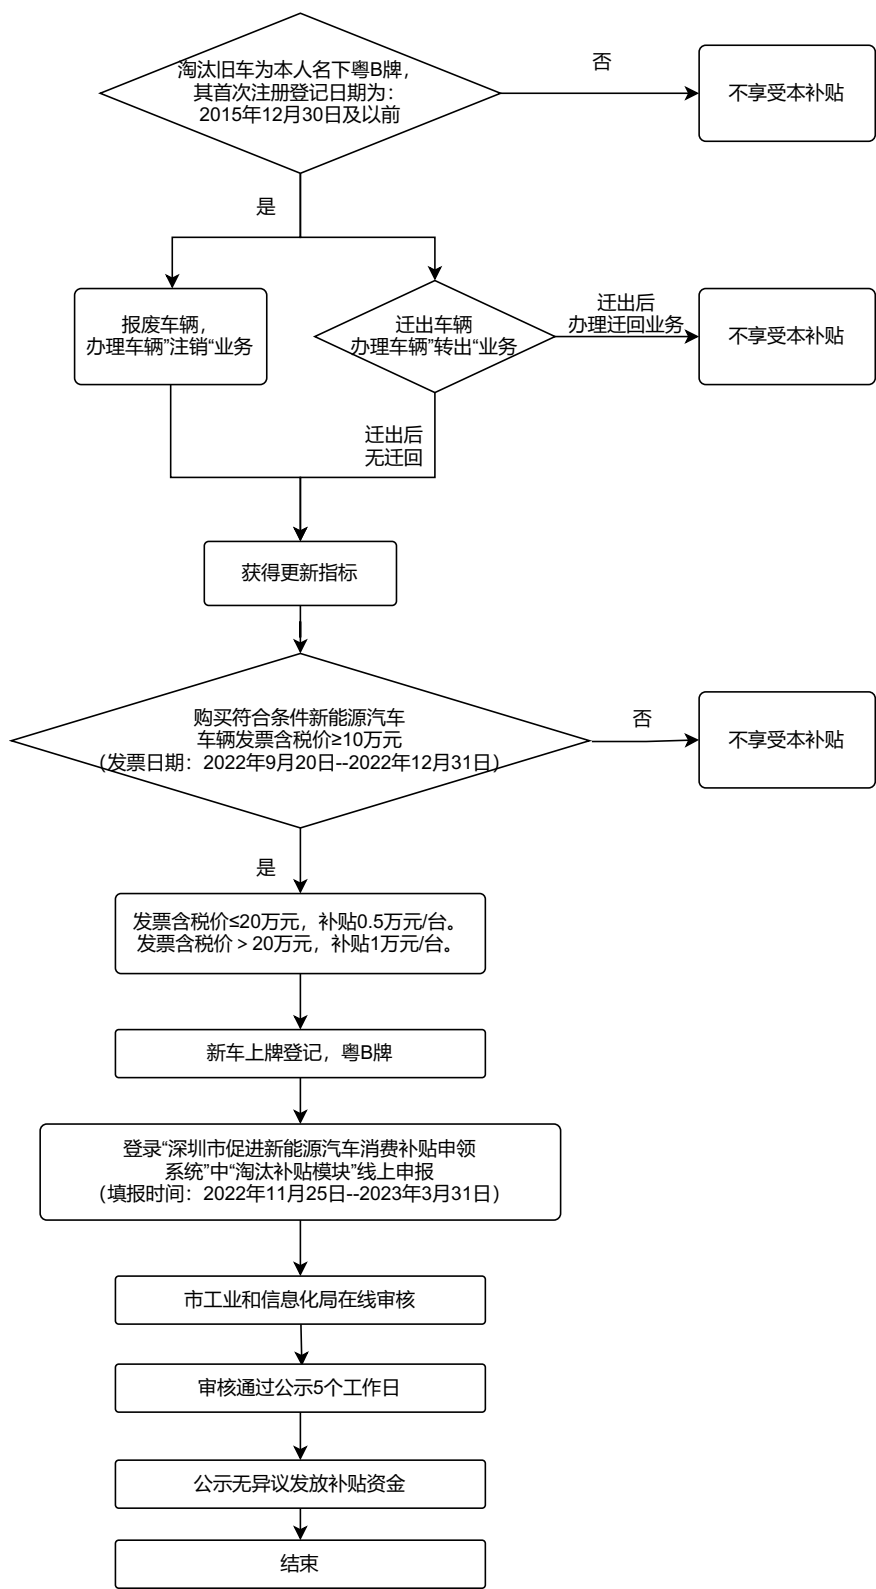 淘汰旧车为本人名下粤B牌，
其首次注册登记日期为：
2015年12月30日及以前
否
不享受本补贴
是
报废车辆，
办理车辆”注销“业务
迁出车辆
办理车辆”转出“业务
迁出后
办理迁回业务
不享受本补贴
迁出后
无迁回
获得更新指标
购买符合条件新能源汽车
车辆发票含税价≥10万元
（发票日期：2022年9月20日--2022年12月31日）
否
不享受本补贴
是
发票含税价≤20万元，补贴0.5万元/台。
发票含税价＞20万元，补贴1万元/台。
新车上牌登记，粤B牌
登录“深圳市促进新能源汽车消费补贴申领
系统”中“淘汰补贴模块”线上申报
（填报时间：2022年11月25日--2023年3月31日）
市工业和信息化局在线审核
审核通过公示5个工作日
公示无异议发放补贴资金
结束